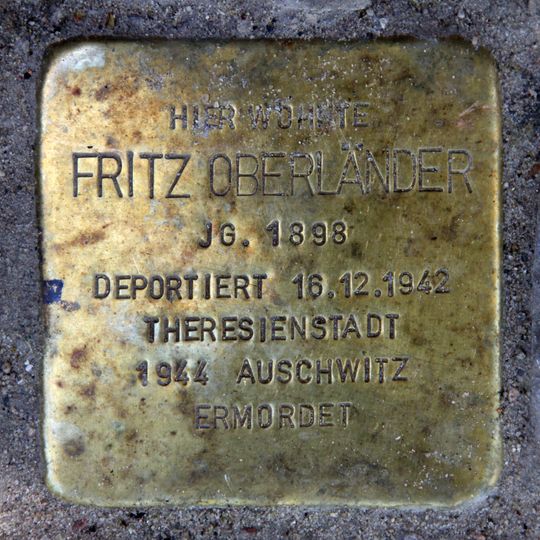 HIER WOHNTE
FRITZ OBERLÄNDER
JG. 1898
DEPORTIERT 16.12.1942
THERESIENSTADT
1944 AUSCHWITZ
ERMORDET